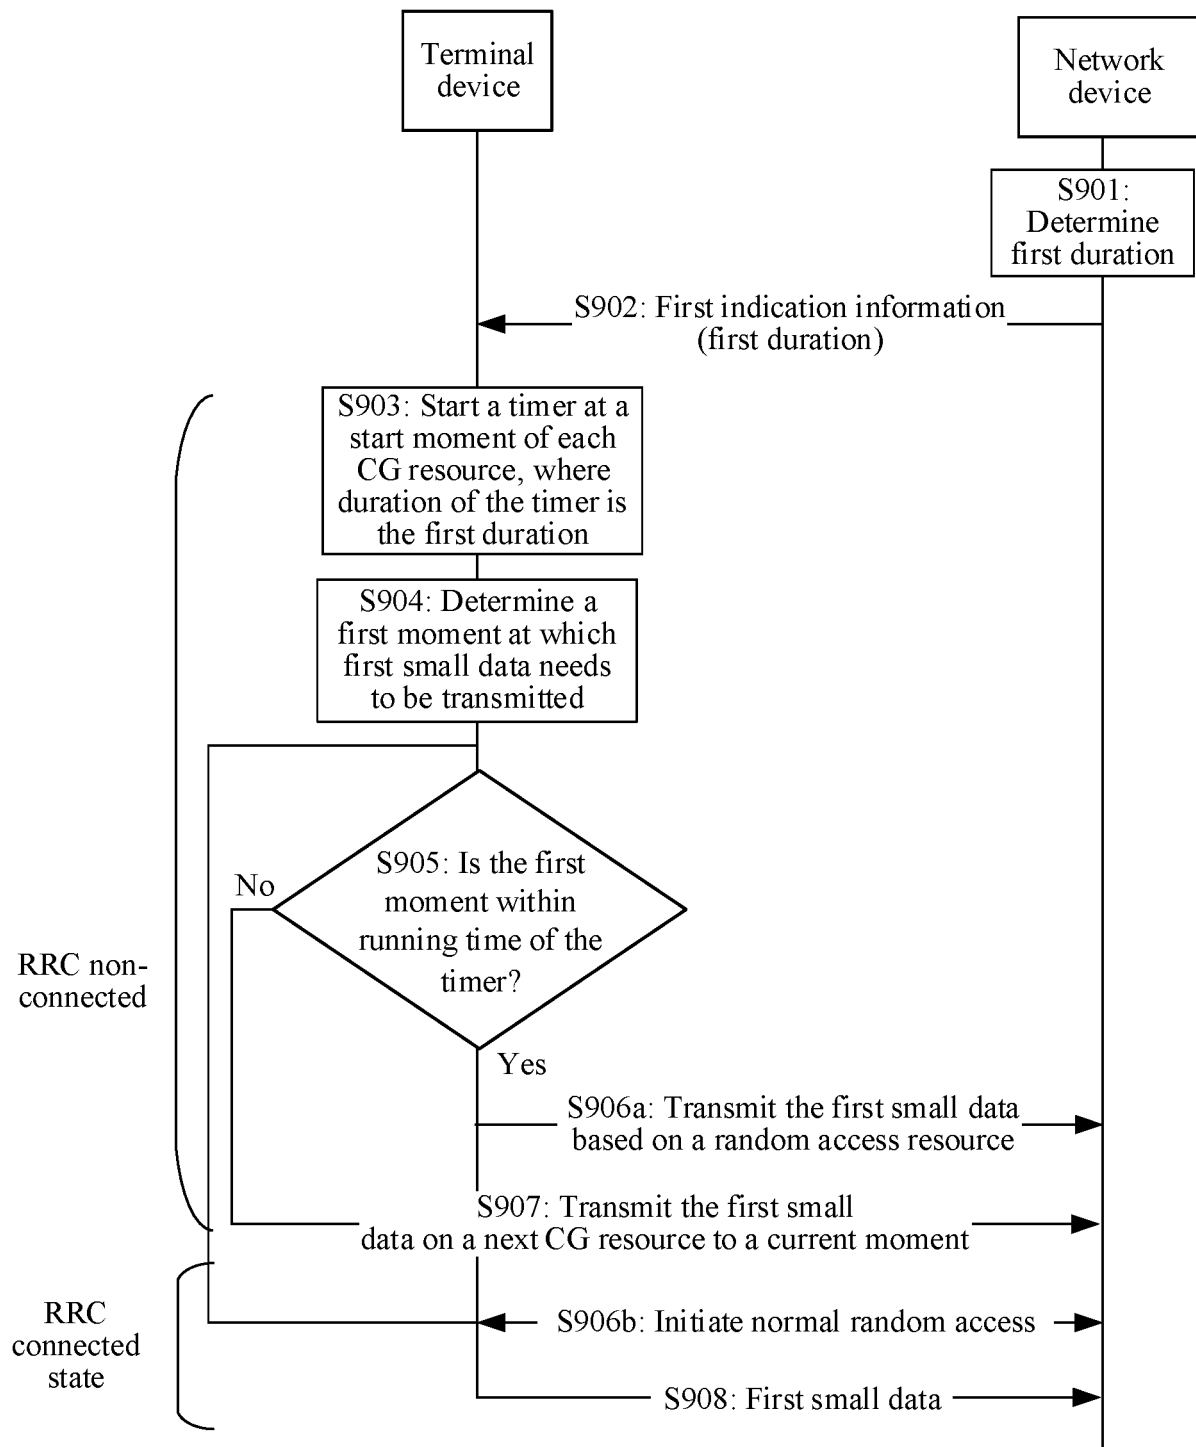 Terminal
device
Network
device
S901:
Determine
first duration
S902: First indication information
(first duration)
S903: Start a timer at a
start moment of each
CG resource, where
duration of the timer is
the first duration
S904: Determine a
first moment at which
first small data needs
to be transmitted
S905: Is the first
moment within
running time of the
timer?
No
Yes
RRC non-
connected
S906a: Transmit the first small data
based on a random access resource
S907: Transmit the first small
data on a next CG resource to a current moment
RRC
connected
state
S906b: Initiate normal random access
S908: First small data